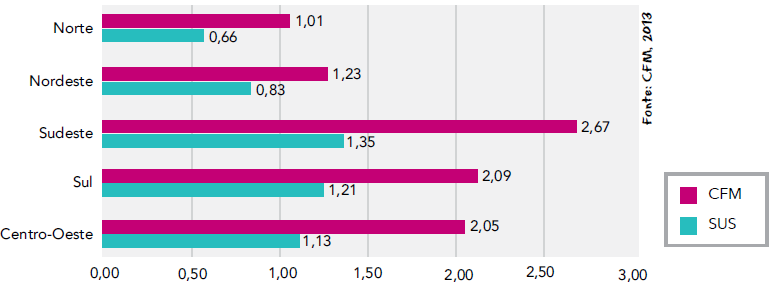 Norte
1,01
0,66
Nordeste
1,23
0,83
Sudeste
2,67
1,35
Sul
2,09
1,21
Centro-Oeste
2,05
1,13
0,00 0,50 1,00 1,50 2,00 2,50 3,00
Fonte: CFM, 2013
CFM
SUS